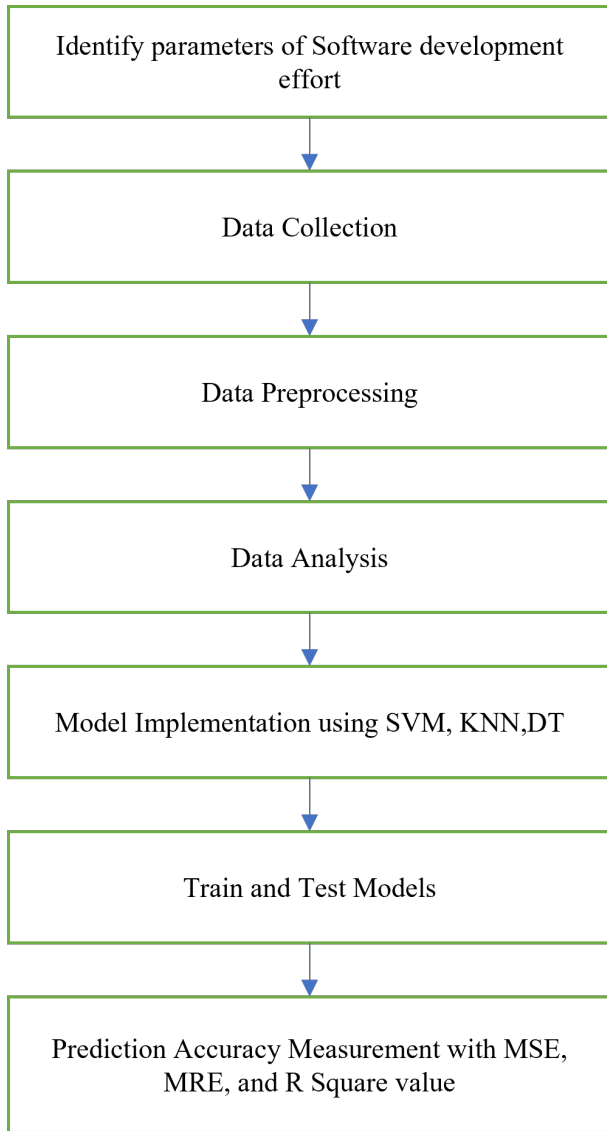 Identify parameters of Software development
effort
Data Collection
Data Preprocessing
Data Analysis
Model Implementation using SVM, KNN,DT
Train and Test Models
Prediction Accuracy Measurement with MSE,
MRE, and R Square value